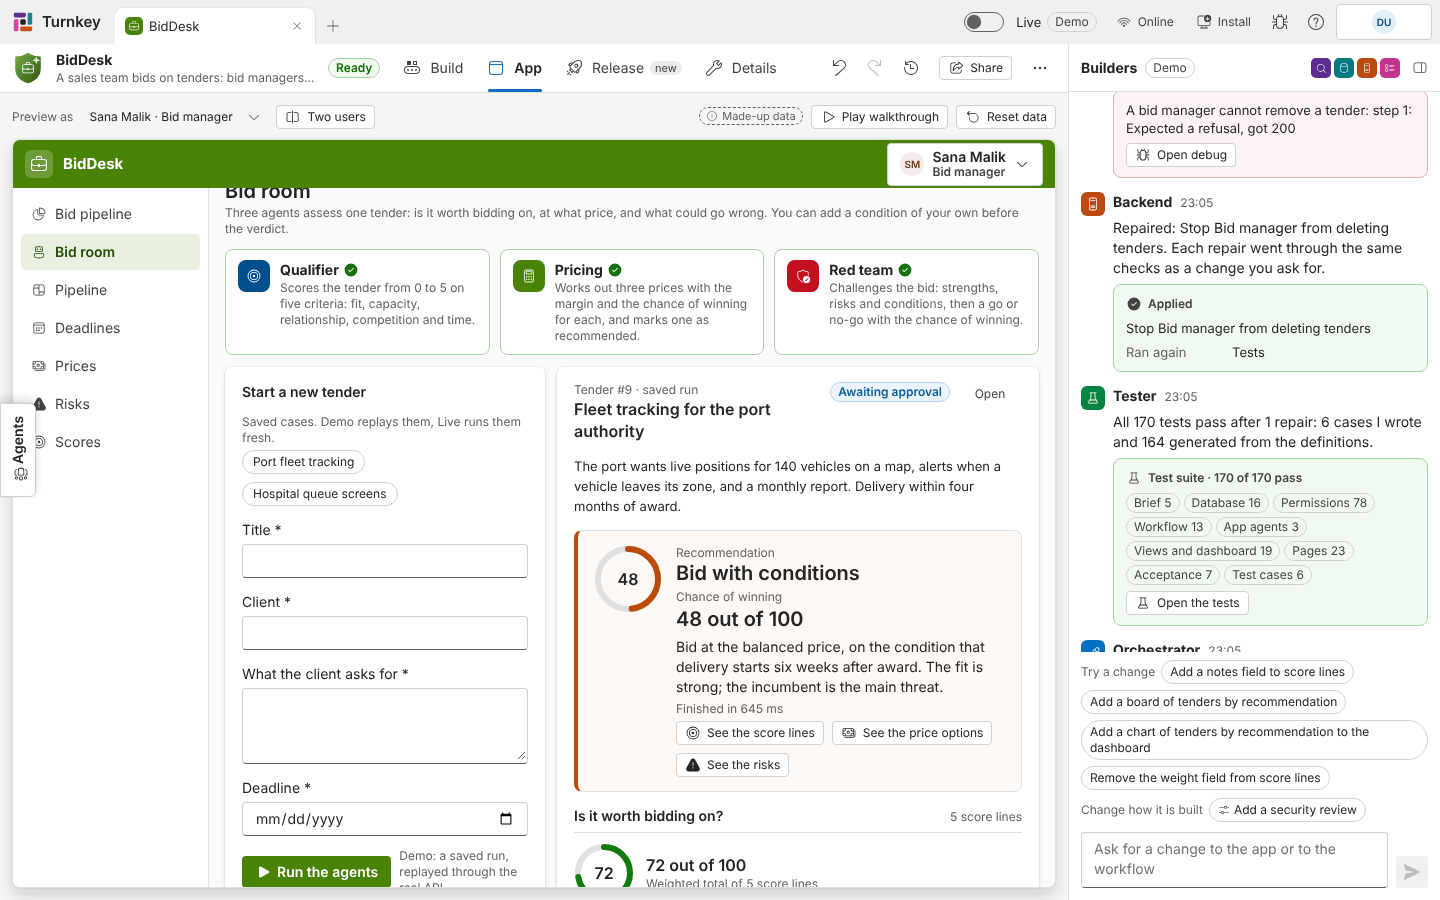 Turnkey
BidDesk
Live
Demo
Online
Install
DU
BidDesk
A sales team bids on tenders: bid managers...
Ready
Build
App
Release new
Details
Share
Builders
Demo
Preview as
Sana Malik · Bid manager
Two users
Made-up data
Play walkthrough
Reset data
BidDesk
SM
Sana Malik
Bid manager
Bid pipeline
Bid room
Pipeline
Deadlines
Prices
Risks
Scores
Agents
Bid room
Three agents assess one tender: is it worth bidding on, at what price, and what could go wrong. You can add a condition of your own before
the verdict.
Qualifier
Scores the tender from 0 to 5 on
five criteria: fit, capacity,
relationship, competition and time.
Pricing
Works out three prices with the
margin and the chance of winning
for each, and marks one as
recommended.
Red team
Challenges the bid: strengths,
risks and conditions, then a go or
no-go with the chance of winning.
Start a new tender
Saved cases. Demo replays them, Live runs them
fresh.
Port fleet tracking
Hospital queue screens
Title *
Client *
What the client asks for *
Deadline *
mm/dd/yyyy
Run the agents
Demo: a saved run,
replayed through the
real API
Tender #9 · saved run
Fleet tracking for the port
authority
Awaiting approval
Open
The port wants live positions for 140 vehicles on a map, alerts when a
vehicle leaves its zone, and a monthly report. Delivery within four
months of award.
48
Recommendation
Bid with conditions
Chance of winning
48 out of 100
Bid at the balanced price, on the condition that
delivery starts six weeks after award. The fit is
strong; the incumbent is the main threat.
Finished in 645 ms
See the score lines
See the price options
See the risks
Is it worth bidding on?
5 score lines
72
72 out of 100
Weighted total of 5 score lines
A bid manager cannot remove a tender: step 1:
Expected a refusal, got 200
Open debug
Backend 23:05
Repaired: Stop Bid manager from deleting
tenders. Each repair went through the same
checks as a change you ask for.
Applied
Stop Bid manager from deleting tenders
Ran again Tests
Tester 23:05
All 170 tests pass after 1 repair: 6 cases I wrote
and 164 generated from the definitions.
Test suite · 170 of 170 pass
Brief 5
Database 16
Permissions 78
Workflow 13
App agents 3
Views and dashboard 19
Pages 23
Acceptance 7
Test cases 6
Open the tests
Orchestrator 23:05
Try a change
Add a notes field to score lines
Add a board of tenders by recommendation
Add a chart of tenders by recommendation to the
dashboard
Remove the weight field from score lines
Change how it is built
Add a security review
Ask for a change to the app or to the
workflow